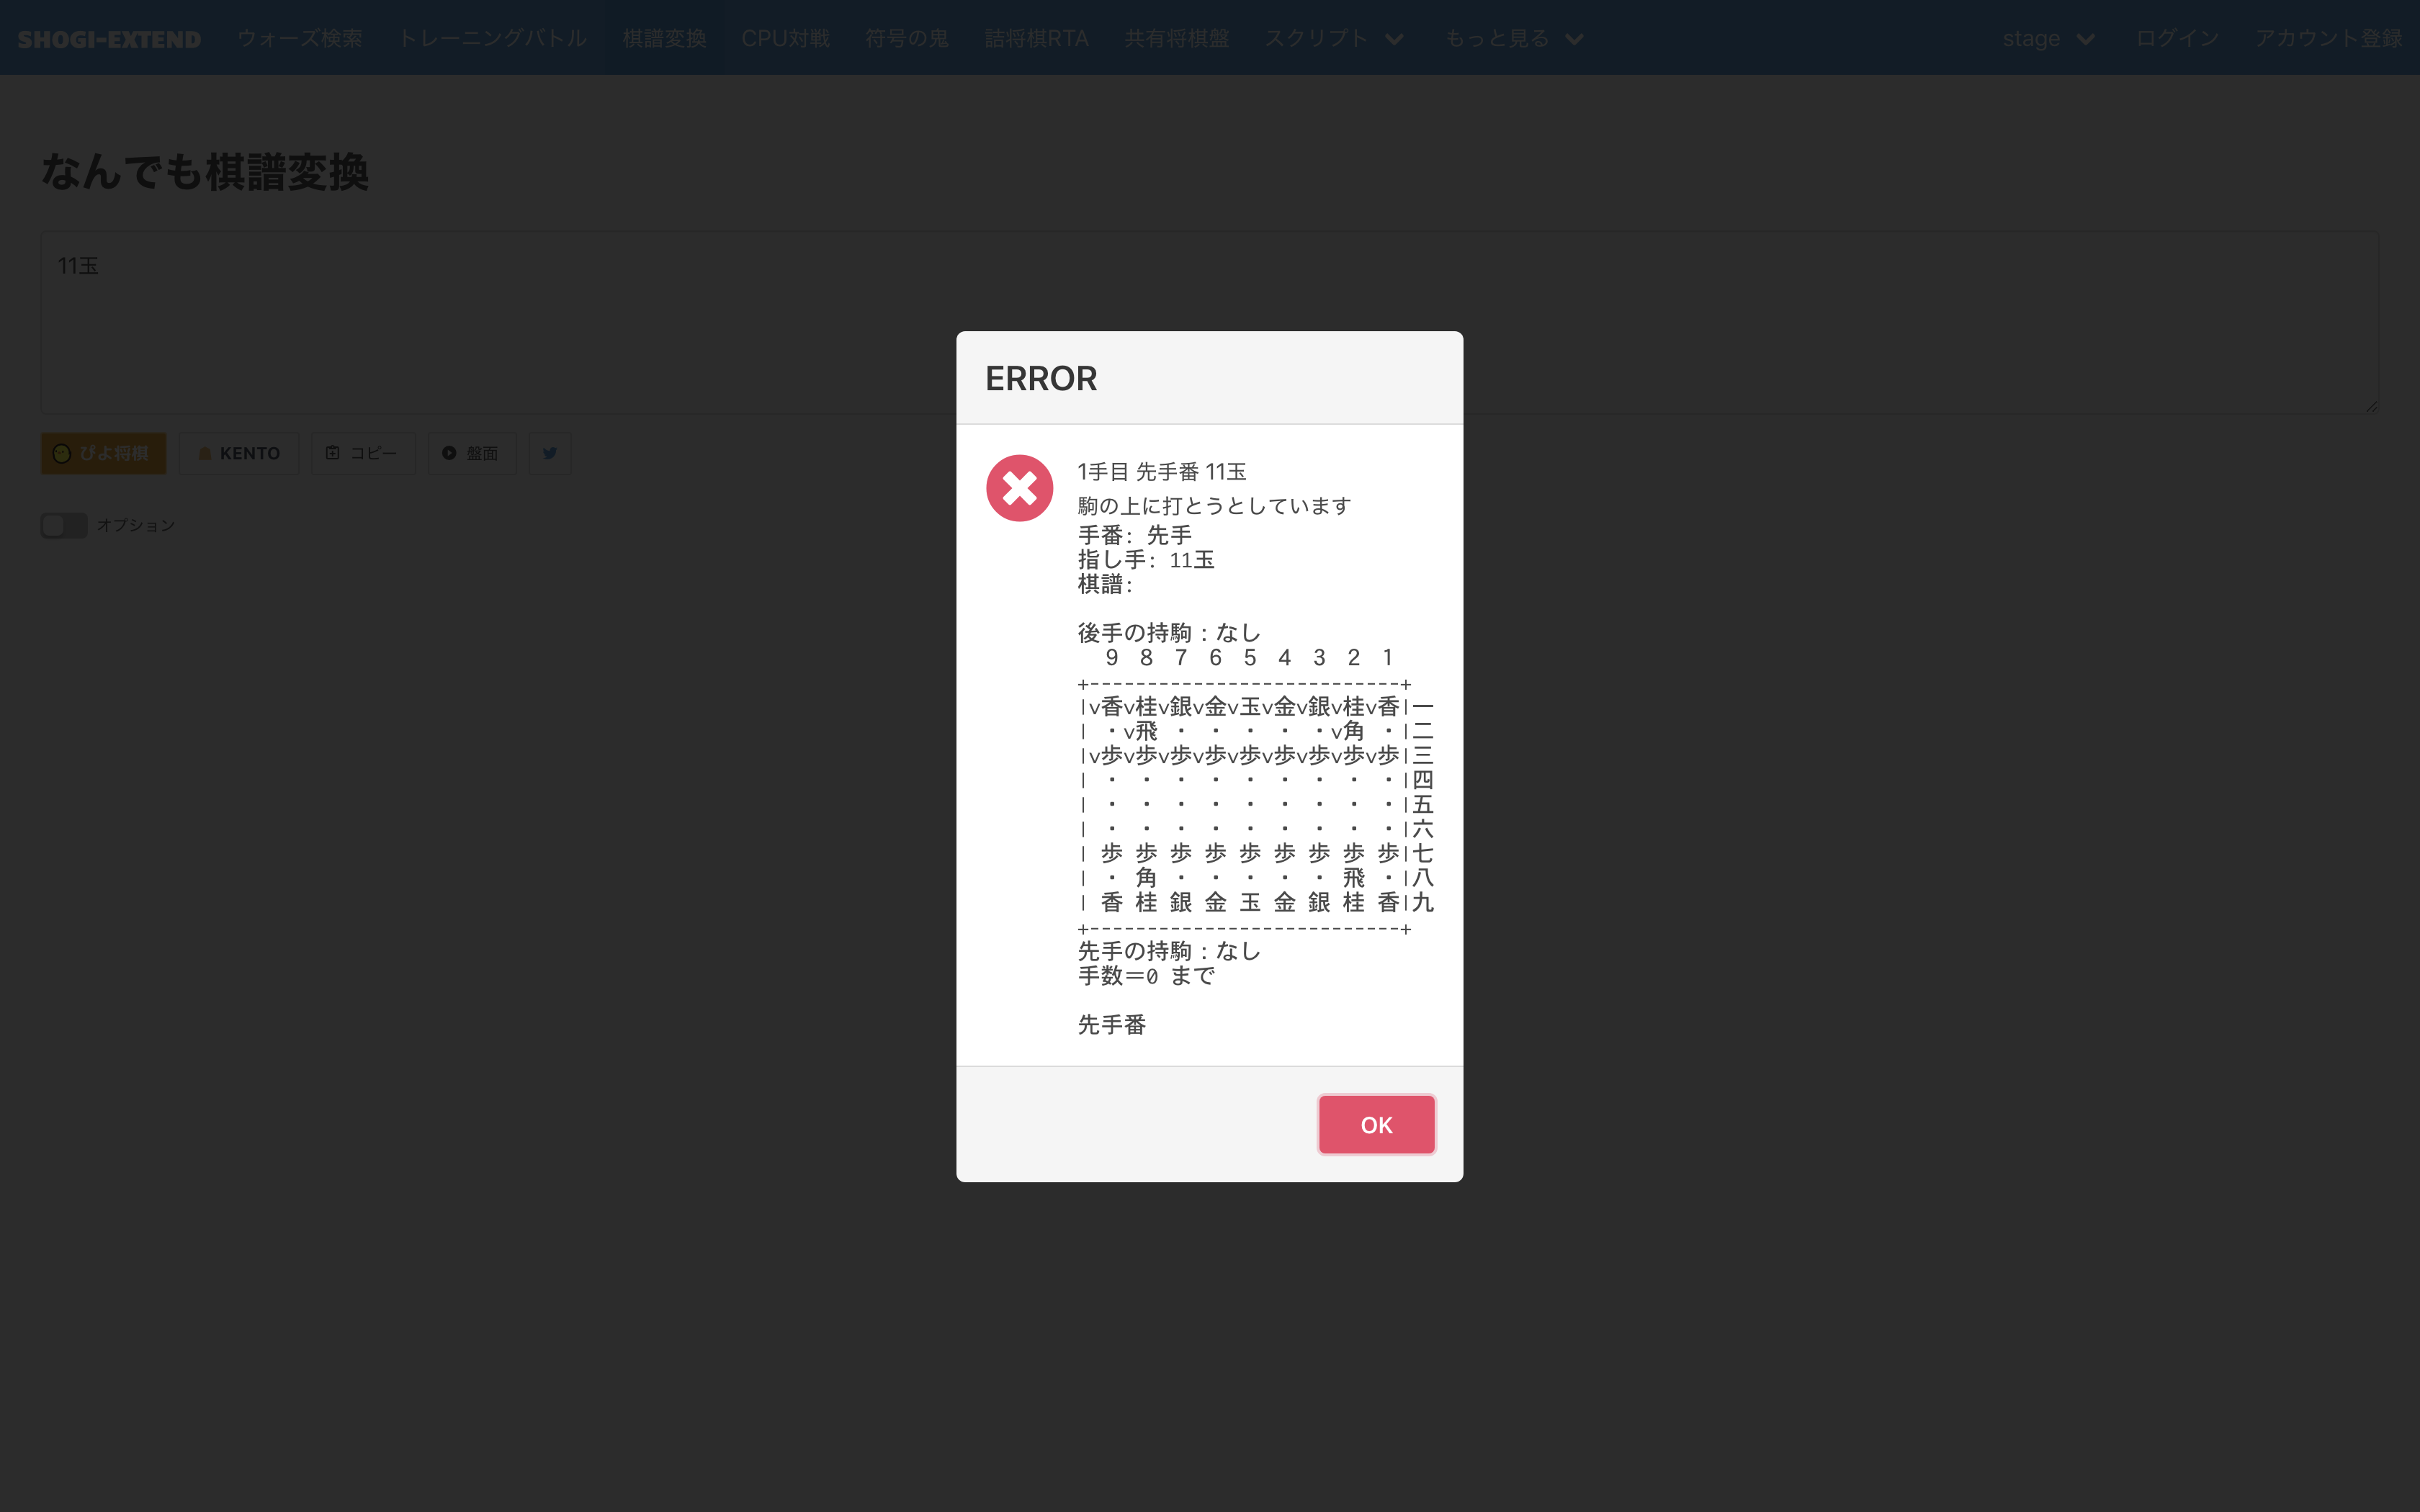 SHOGI-EXTEND ウォーズ検索 トレーニングバトル 棋譜変換 CPU対戦 符号の鬼 詰将棋RTA 共有将棋盤 スクリプト もっと見る stage ログイン アカウント登録
なんでも棋譜変換
11玉
ぴよ将棋 KENTO コピー 盤面
オプション
ERROR
1手目 先手番 11玉
駒の上に打とうとしています
手番: 先手
指し手: 11玉
棋譜:
後手の持駒：なし
  9  8  7  6  5  4  3  2  1
+---------------------------+
|v香v桂v銀v金v玉v金v銀v桂v香|一
| ・v飛 ・ ・ ・ ・ ・v角 ・|二
|v歩v歩v歩v歩v歩v歩v歩v歩v歩|三
| ・ ・ ・ ・ ・ ・ ・ ・ ・|四
| ・ ・ ・ ・ ・ ・ ・ ・ ・|五
| ・ ・ ・ ・ ・ ・ ・ ・ ・|六
| 歩 歩 歩 歩 歩 歩 歩 歩 歩|七
| ・ 角 ・ ・ ・ ・ ・ 飛 ・|八
| 香 桂 銀 金 玉 金 銀 桂 香|九
+---------------------------+
先手の持駒：なし
手数＝0 まで
先手番
OK